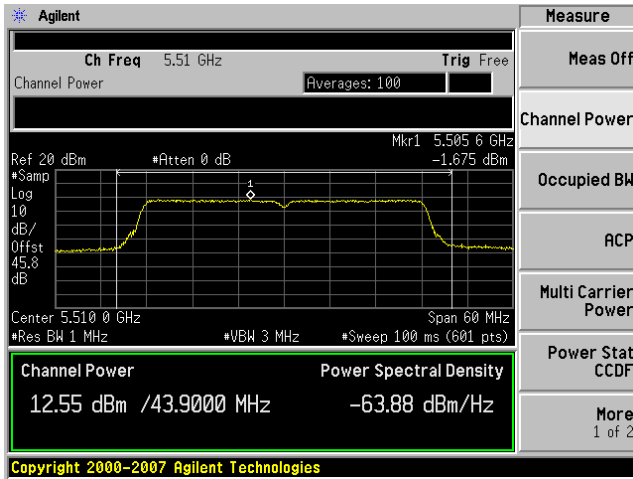 Agilent
Measure
Ch Freq 5.51 GHz Trig Free
Channel Power Averages: 100
Mkr1 5.505 6 GHz
Ref 20 dBm #Atten 0 dB -1.675 dBm
#Samp
Log
10
dB/
Offst
45.8
dB
1
Center 5.510 0 GHz Span 60 MHz
#Res BW 1 MHz #VBW 3 MHz #Sweep 100 ms (601 pts)
Channel Power Power Spectral Density
12.55 dBm /43.9000 MHz -63.88 dBm/Hz
Copyright 2000-2007 Agilent Technologies
Meas Off
Channel Power
Occupied BW
ACP
Multi Carrier
Power
Power Stat
CCDF
More
1 of 2